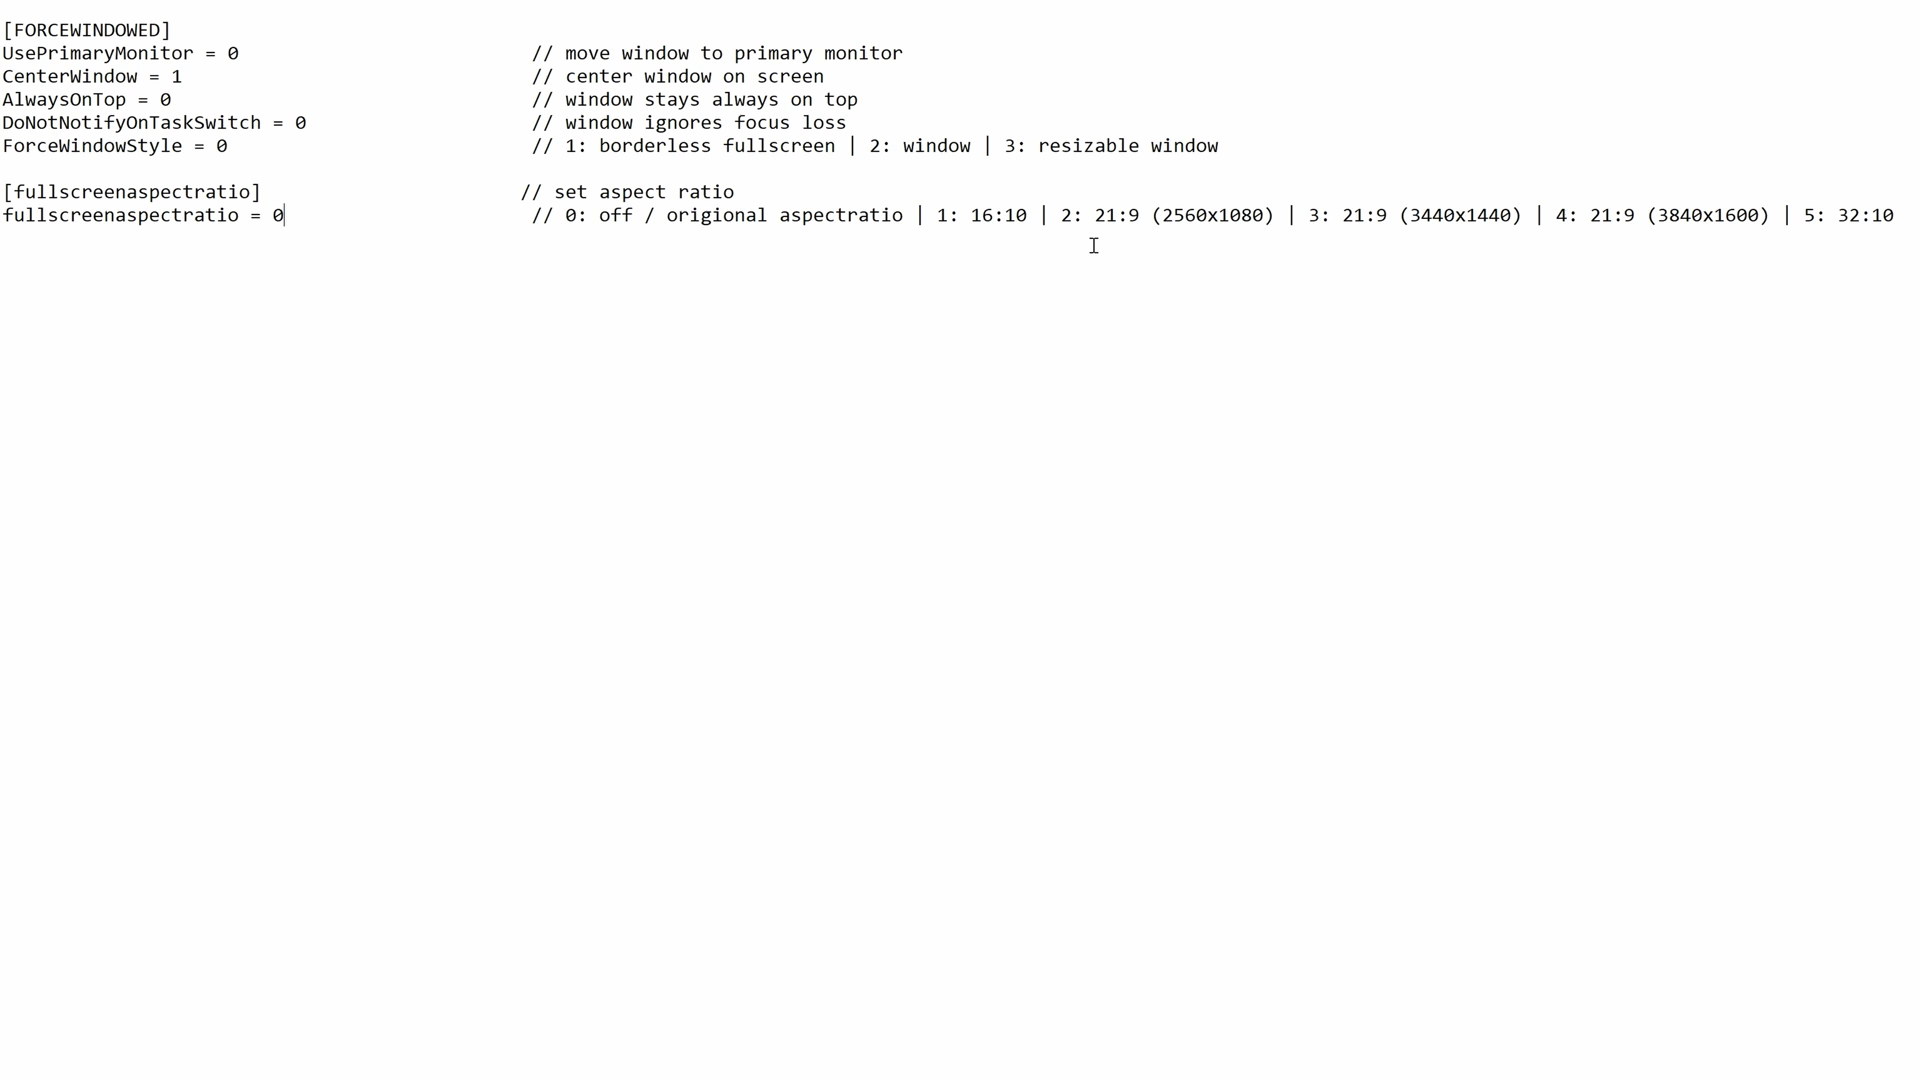 [FORCEWINDOWED]
UsePrimaryMonitor = 0 // move window to primary monitor
CenterWindow = 1 // center window on screen
AlwaysOnTop = 0 // window stays always on top
DoNotNotifyOnTaskSwitch = 0 // window ignores focus loss
ForceWindowStyle = 0 // 1: borderless fullscreen | 2: window | 3: resizable window
[fullscreenaspectratio] // set aspect ratio
fullscreenaspectratio = 0 // 0: off / origional aspectratio | 1: 16:10 | 2: 21:9 (2560x1080) | 3: 21:9 (3440x1440) | 4: 21:9 (3840x1600) | 5: 32:10